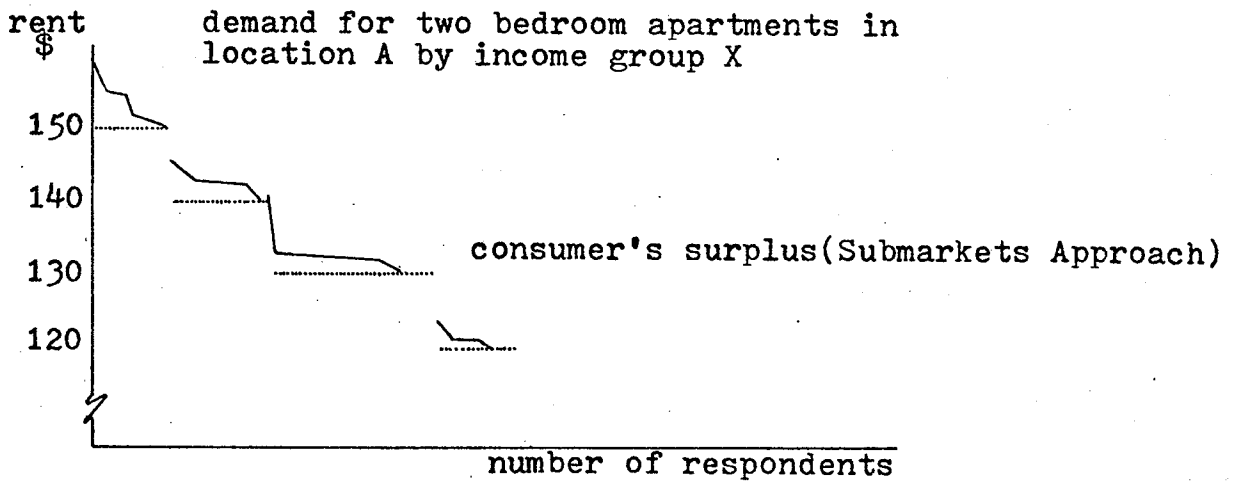 rent
$
demand for two bedroom apartments in
location A by income group X
150
140
130
120
consumer's surplus(Submarkets Approach)
number of respondents